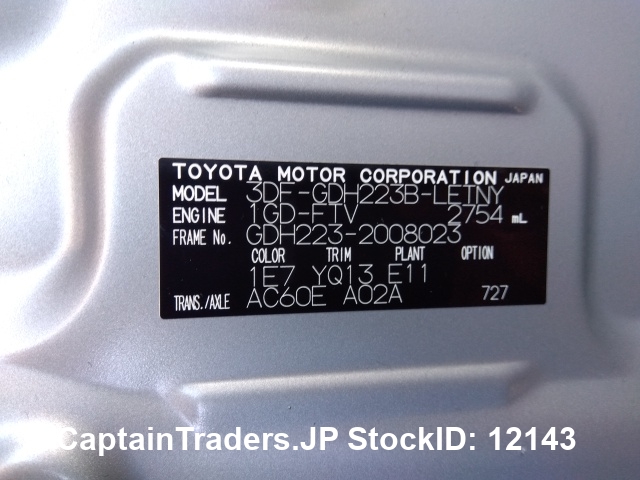 TOYOTA MOTOR CORPORATION JAPAN
MODEL 3DF-GDH223B-LETNY
ENGINE 1GD-FTV 2754 mL
FRAME No. GDH223-2008023
COLOR TRIM PLANT OPTION
1E7 YQ13 E11
TRANS./AXLE AC60E A02A 727
CaptainTraders.JP StockID: 12143